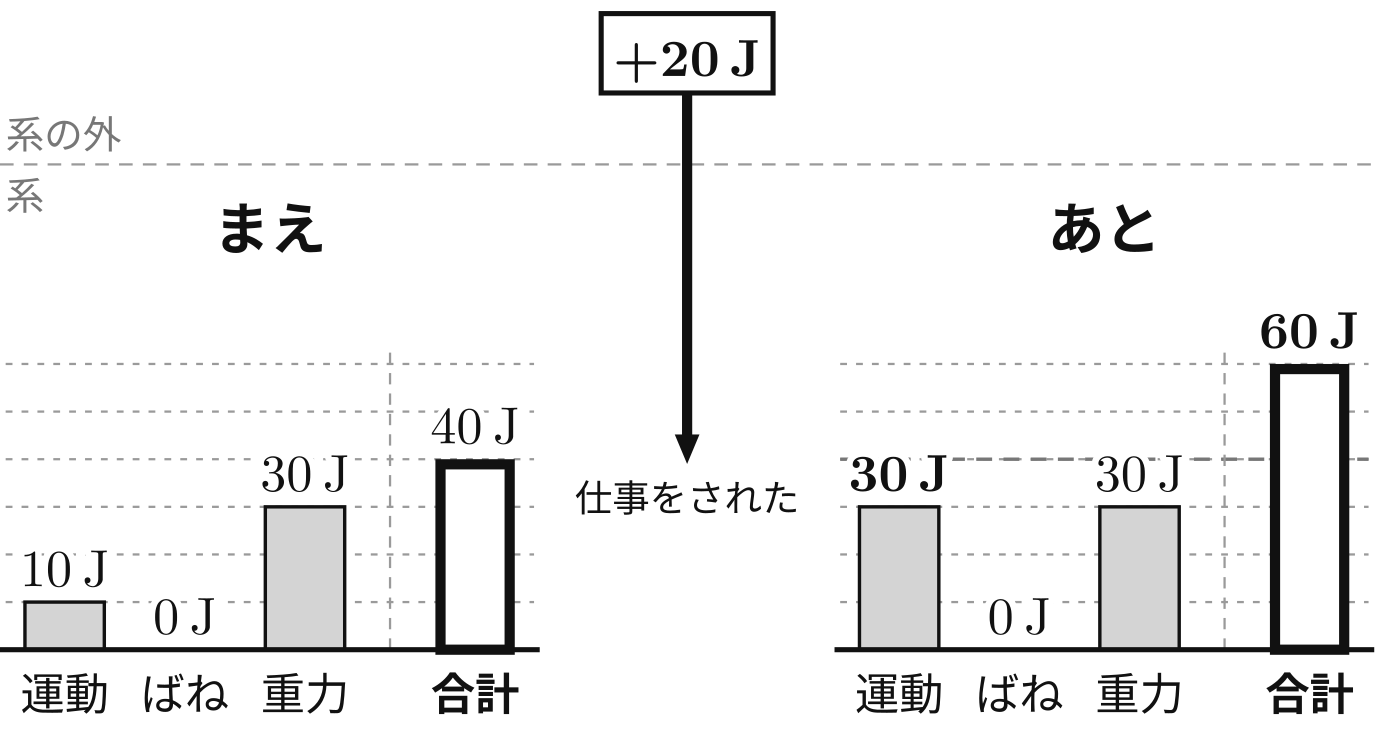 +20 J
系の外
系
まえ
あと
60 J
40 J
30 J
30 J
30 J
10 J
0 J
0 J
仕事をされた
運動 ばね 重力 合計
運動 ばね 重力 合計